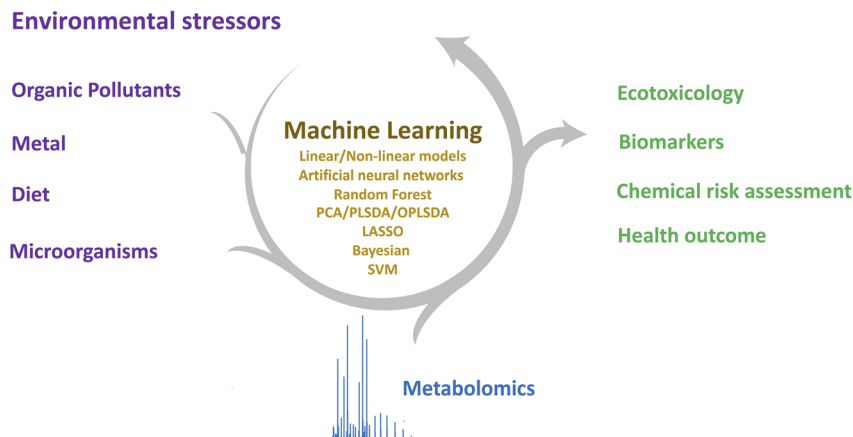 Environmental stressors
Organic Pollutants
Metal
Diet
Microorganisms
Machine Learning
Linear/Non-linear models
Artificial neural networks
Random Forest
PCA/PLSDA/OPLSDA
LASSO
Bayesian
SVM
Metabolomics
Ecotoxicology
Biomarkers
Chemical risk assessment
Health outcome